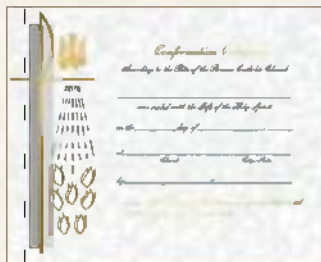 Confirmation
According to the Rite of the Roman Catholic Church
was sealed with the Gift of the Holy Spirit
on the day of
at
Church City, State
by